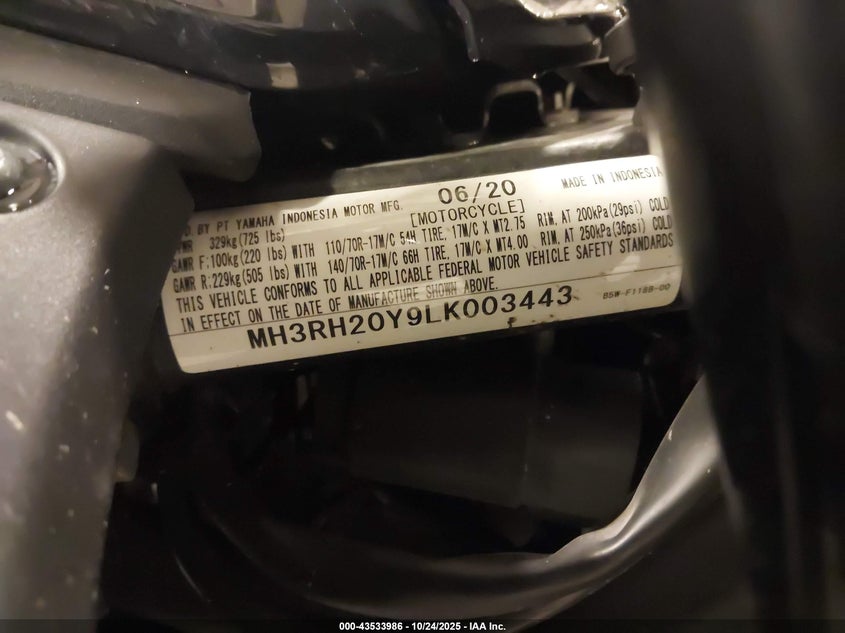 BY PT YAMAHA INDONESIA MOTOR MFG. 06/20 MADE IN INDONESIA
[MOTORCYCLE]
329kg(725 lbs)
GAWR F:100kg(220 lbs) WITH 110/70R-17M/C 54H TIRE, 17M/C X MT2.75 RIM, AT 200kPa(29psi) COLD
GAWR R:229kg(505 lbs) WITH 140/70R-17M/C 66H TIRE, 17M/C X MT4.00 RIM, AT 250kPa(36psi) COLD
THIS VEHICLE CONFORMS TO ALL APPLICABLE FEDERAL MOTOR VEHICLE SAFETY STANDARDS
IN EFFECT ON THE DATE OF MANUFACTURE SHOWN ABOVE.
MH3RH20Y9LK003443 B5W-F118B-00
000-43533986 - 10/24/2025 - IAA Inc.